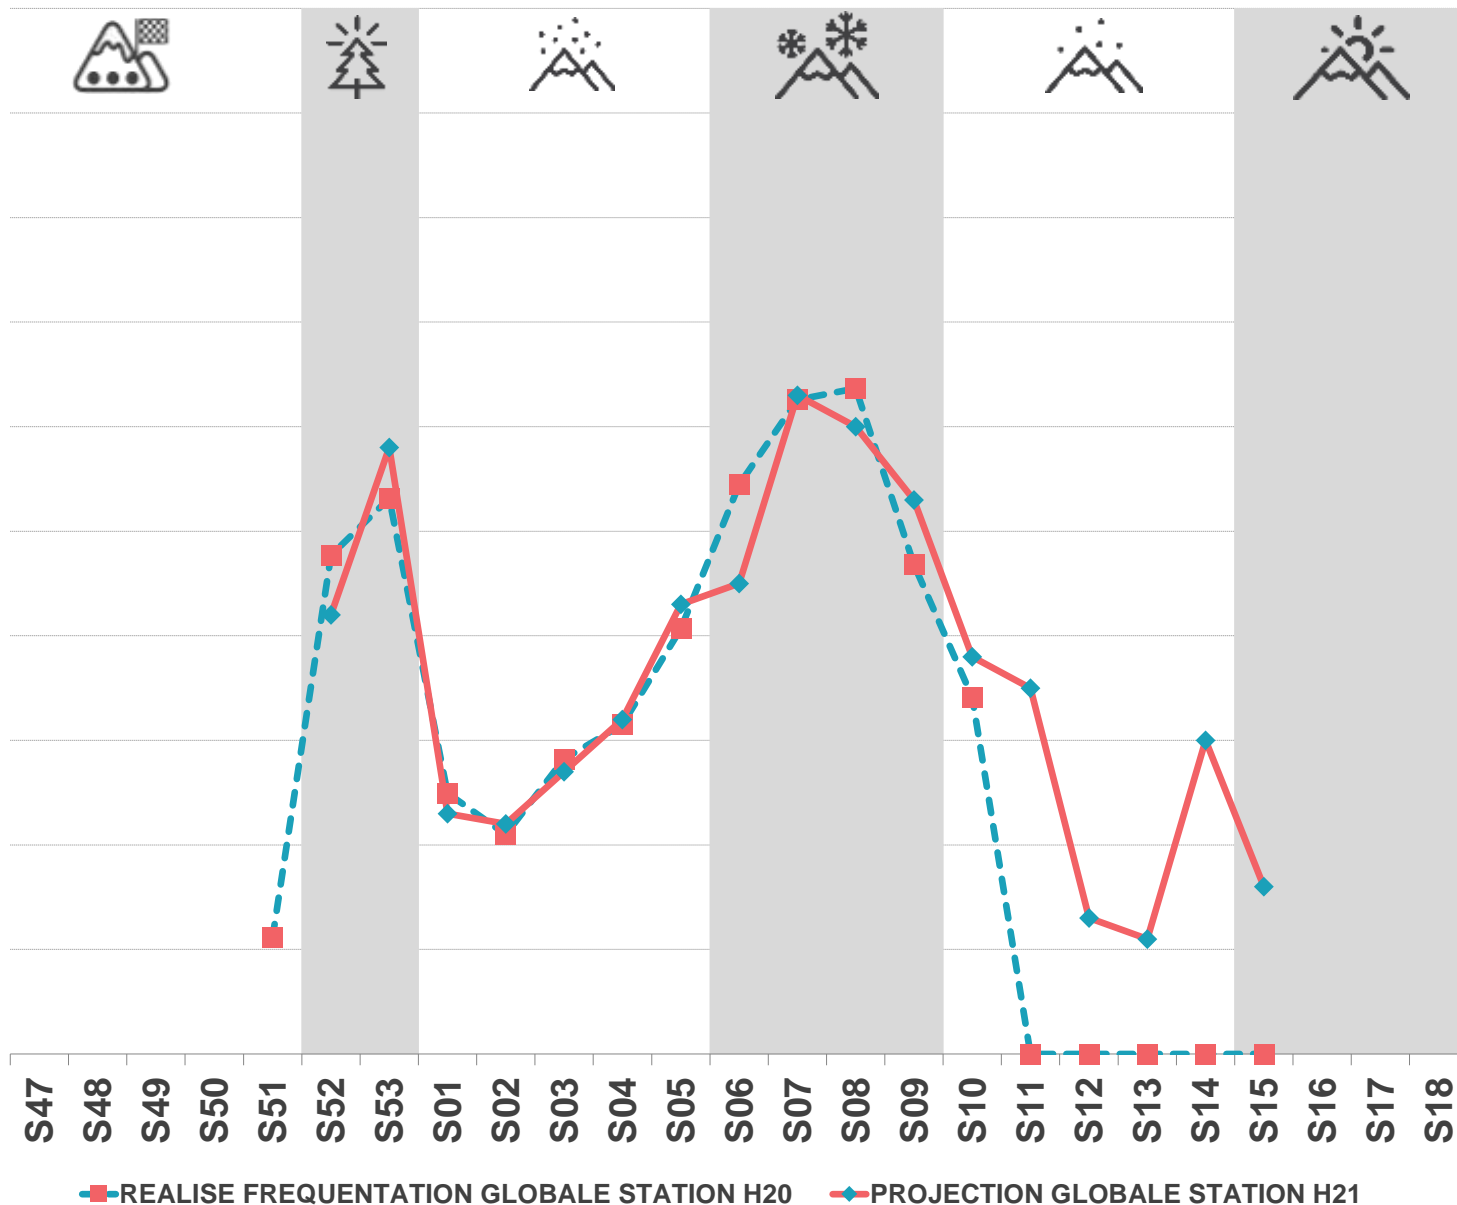 S47
S48
S49
S50
S51
S52
S53
S01
S02
S03
S04
S05
S06
S07
S08
S09
S10
S11
S12
S13
S14
S15
S16
S17
S18
REALISE FREQUENTATION GLOBALE STATION H20
PROJECTION GLOBALE STATION H21